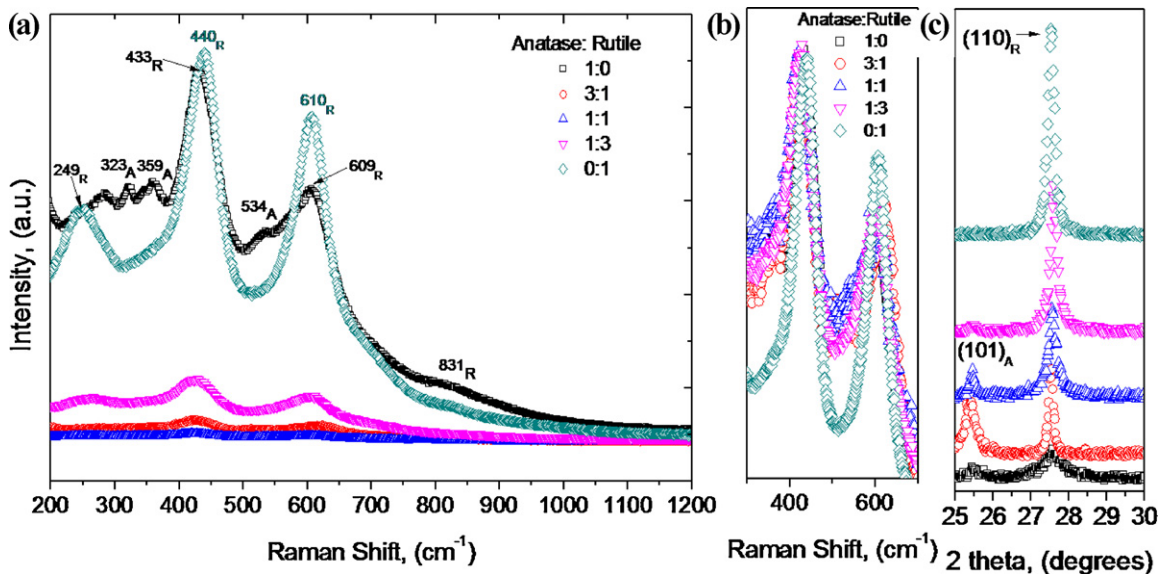 (a)
440R
433R
610R
323A 359A
249R
609R
534A
831R
Anatase: Rutile
1:0
3:1
1:1
1:3
0:1
Intensity, (a.u.)
200 300 400 500 600 700 800 900 1000 1100 1200
Raman Shift, (cm-1)
(b)
Anatase: Rutile
1:0
3:1
1:1
1:3
0:1
400 600
Raman Shift, (cm-1)
(c)
(110)R
(101)A
25 26 27 28 29 30
2 theta, (degrees)